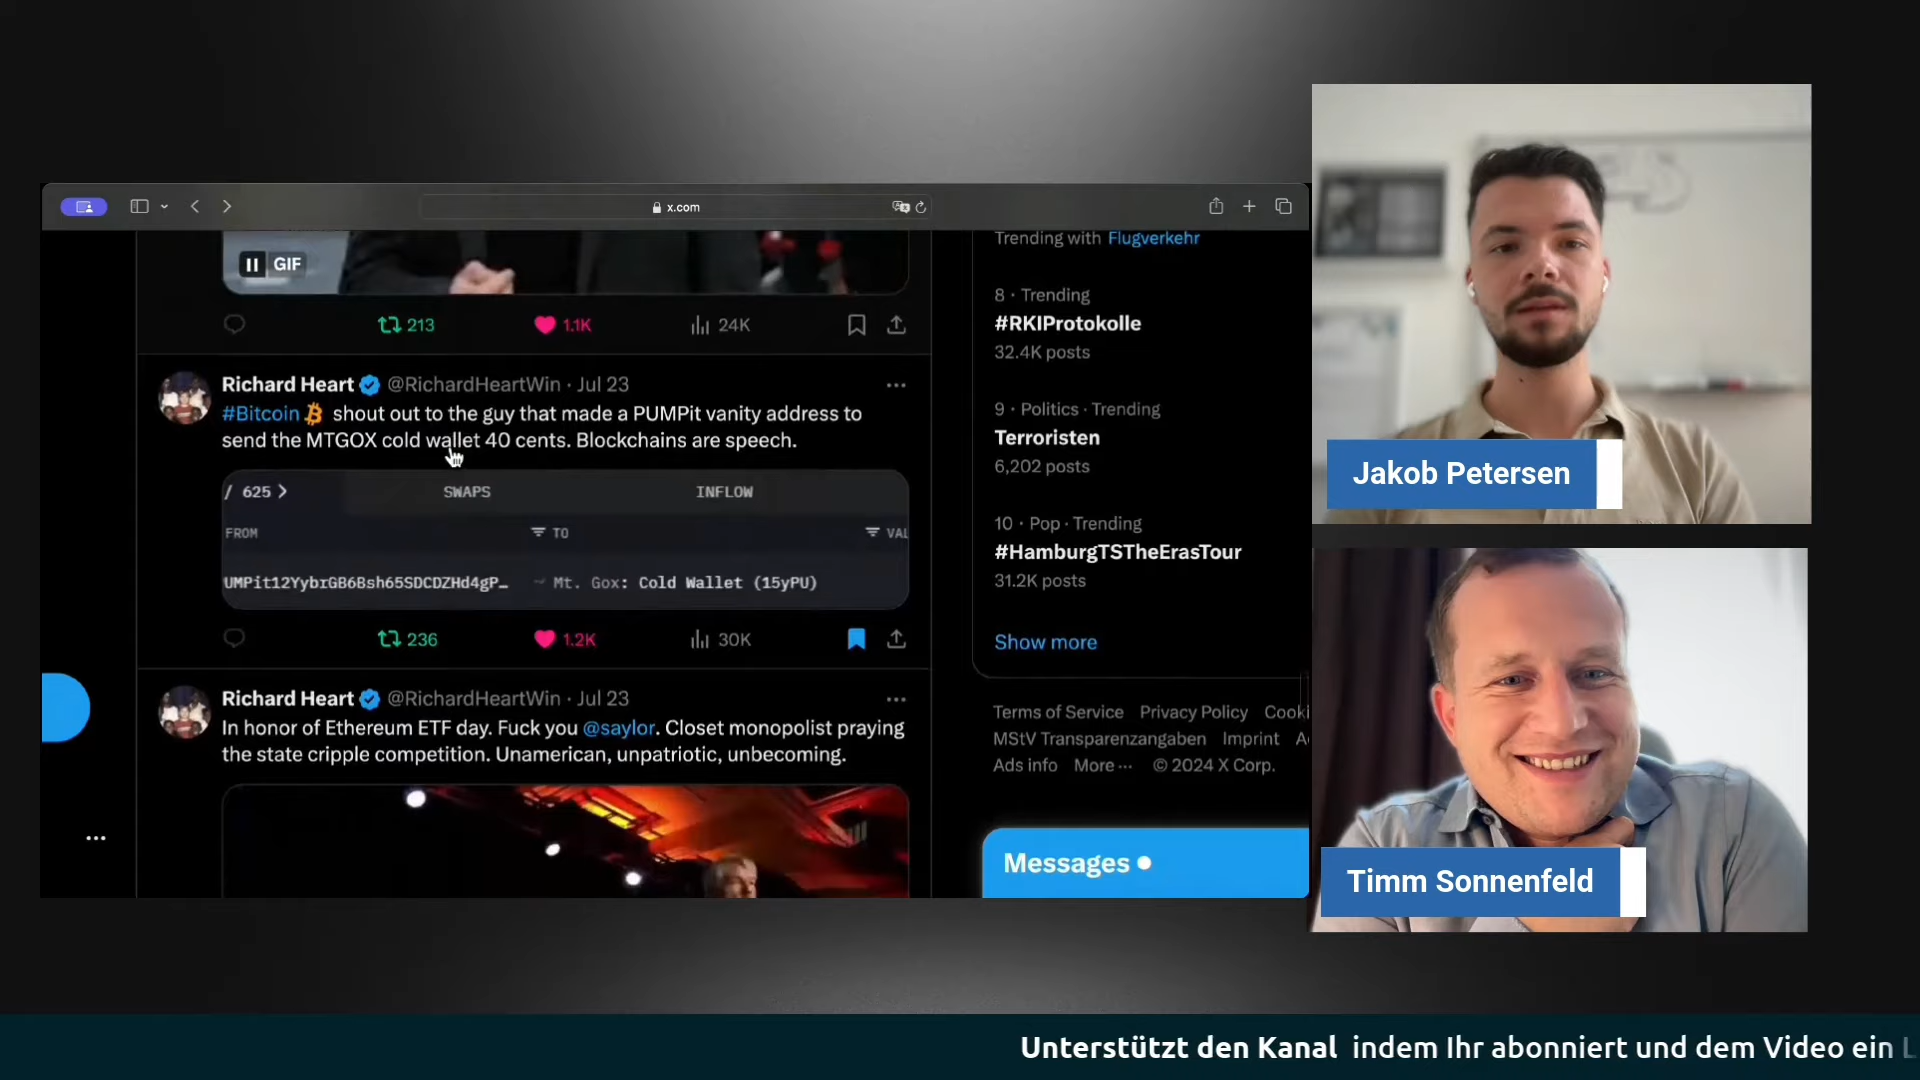 x.com
GIF
213
1.1K
24K
Richard Heart @RichardHeartWin · Jul 23
#Bitcoin shout out to the guy that made a PUMPit vanity address to
send the MTGOX cold wallet 40 cents. Blockchains are speech.
/ 625 >
SWAPS
INFLOW
FROM
TO
VAL
UMPit12YybrGB6Bsh65SDCDZHd4gP…
Mt. Gox: Cold Wallet (15yPU)
236
1.2K
30K
Richard Heart @RichardHeartWin · Jul 23
In honor of Ethereum ETF day. Fuck you @saylor. Closet monopolist praying
the state cripple competition. Unamerican, unpatriotic, unbecoming.
Trending with Flugverkehr
8 · Trending
#RKIProtokolle
32.4K posts
9 · Politics · Trending
Terroristen
6,202 posts
10 · Pop · Trending
#HamburgTSTheErasTour
31.2K posts
Show more
Terms of Service Privacy Policy Cooki
MStV Transparenzangaben Imprint A
Ads info More ··· © 2024 X Corp.
Messages
Jakob Petersen
Timm Sonnenfeld
Unterstützt den Kanal indem Ihr abonniert und dem Video ein L